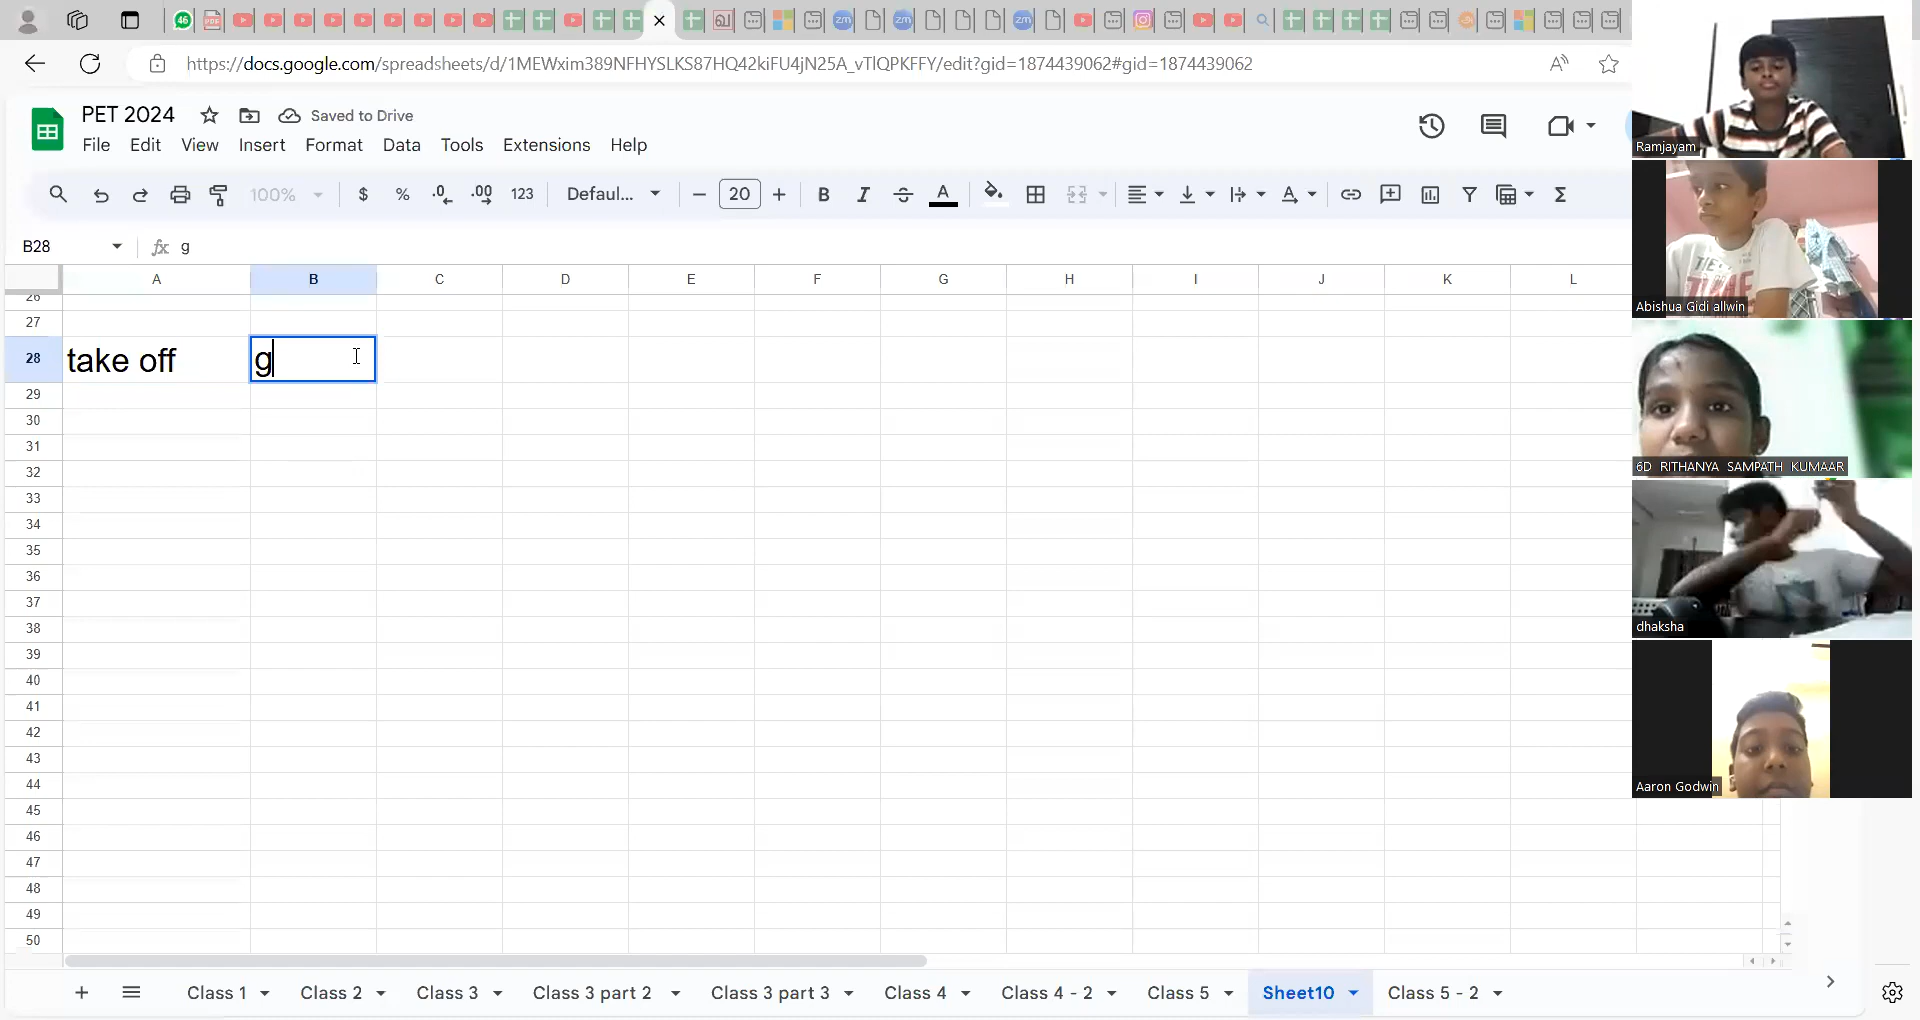 46
https://docs.google.com/spreadsheets/d/1MEWxim389NFHYSLKS87HQ42kiFU4jN25A_vTlQPKFFY/edit?gid=1874439062#gid=1874439062
PET 2024
Saved to Drive
File Edit View Insert Format Data Tools Extensions Help
100% $ % .0 .00 123 Defaul... 20 B I A
B28 fx g
A B C D E F G H I J K L
26
27
28 take off g
29
30
31
32
33
34
35
36
37
38
39
40
41
42
43
44
45
46
47
48
49
50
Class 1 Class 2 Class 3 Class 3 part 2 Class 3 part 3 Class 4 Class 4 - 2 Class 5 Sheet10 Class 5 - 2
Ramjayam
Abishua Gidi allwin
6D RITHANYA SAMPATH KUMAAR
dhaksha
Aaron Godwin